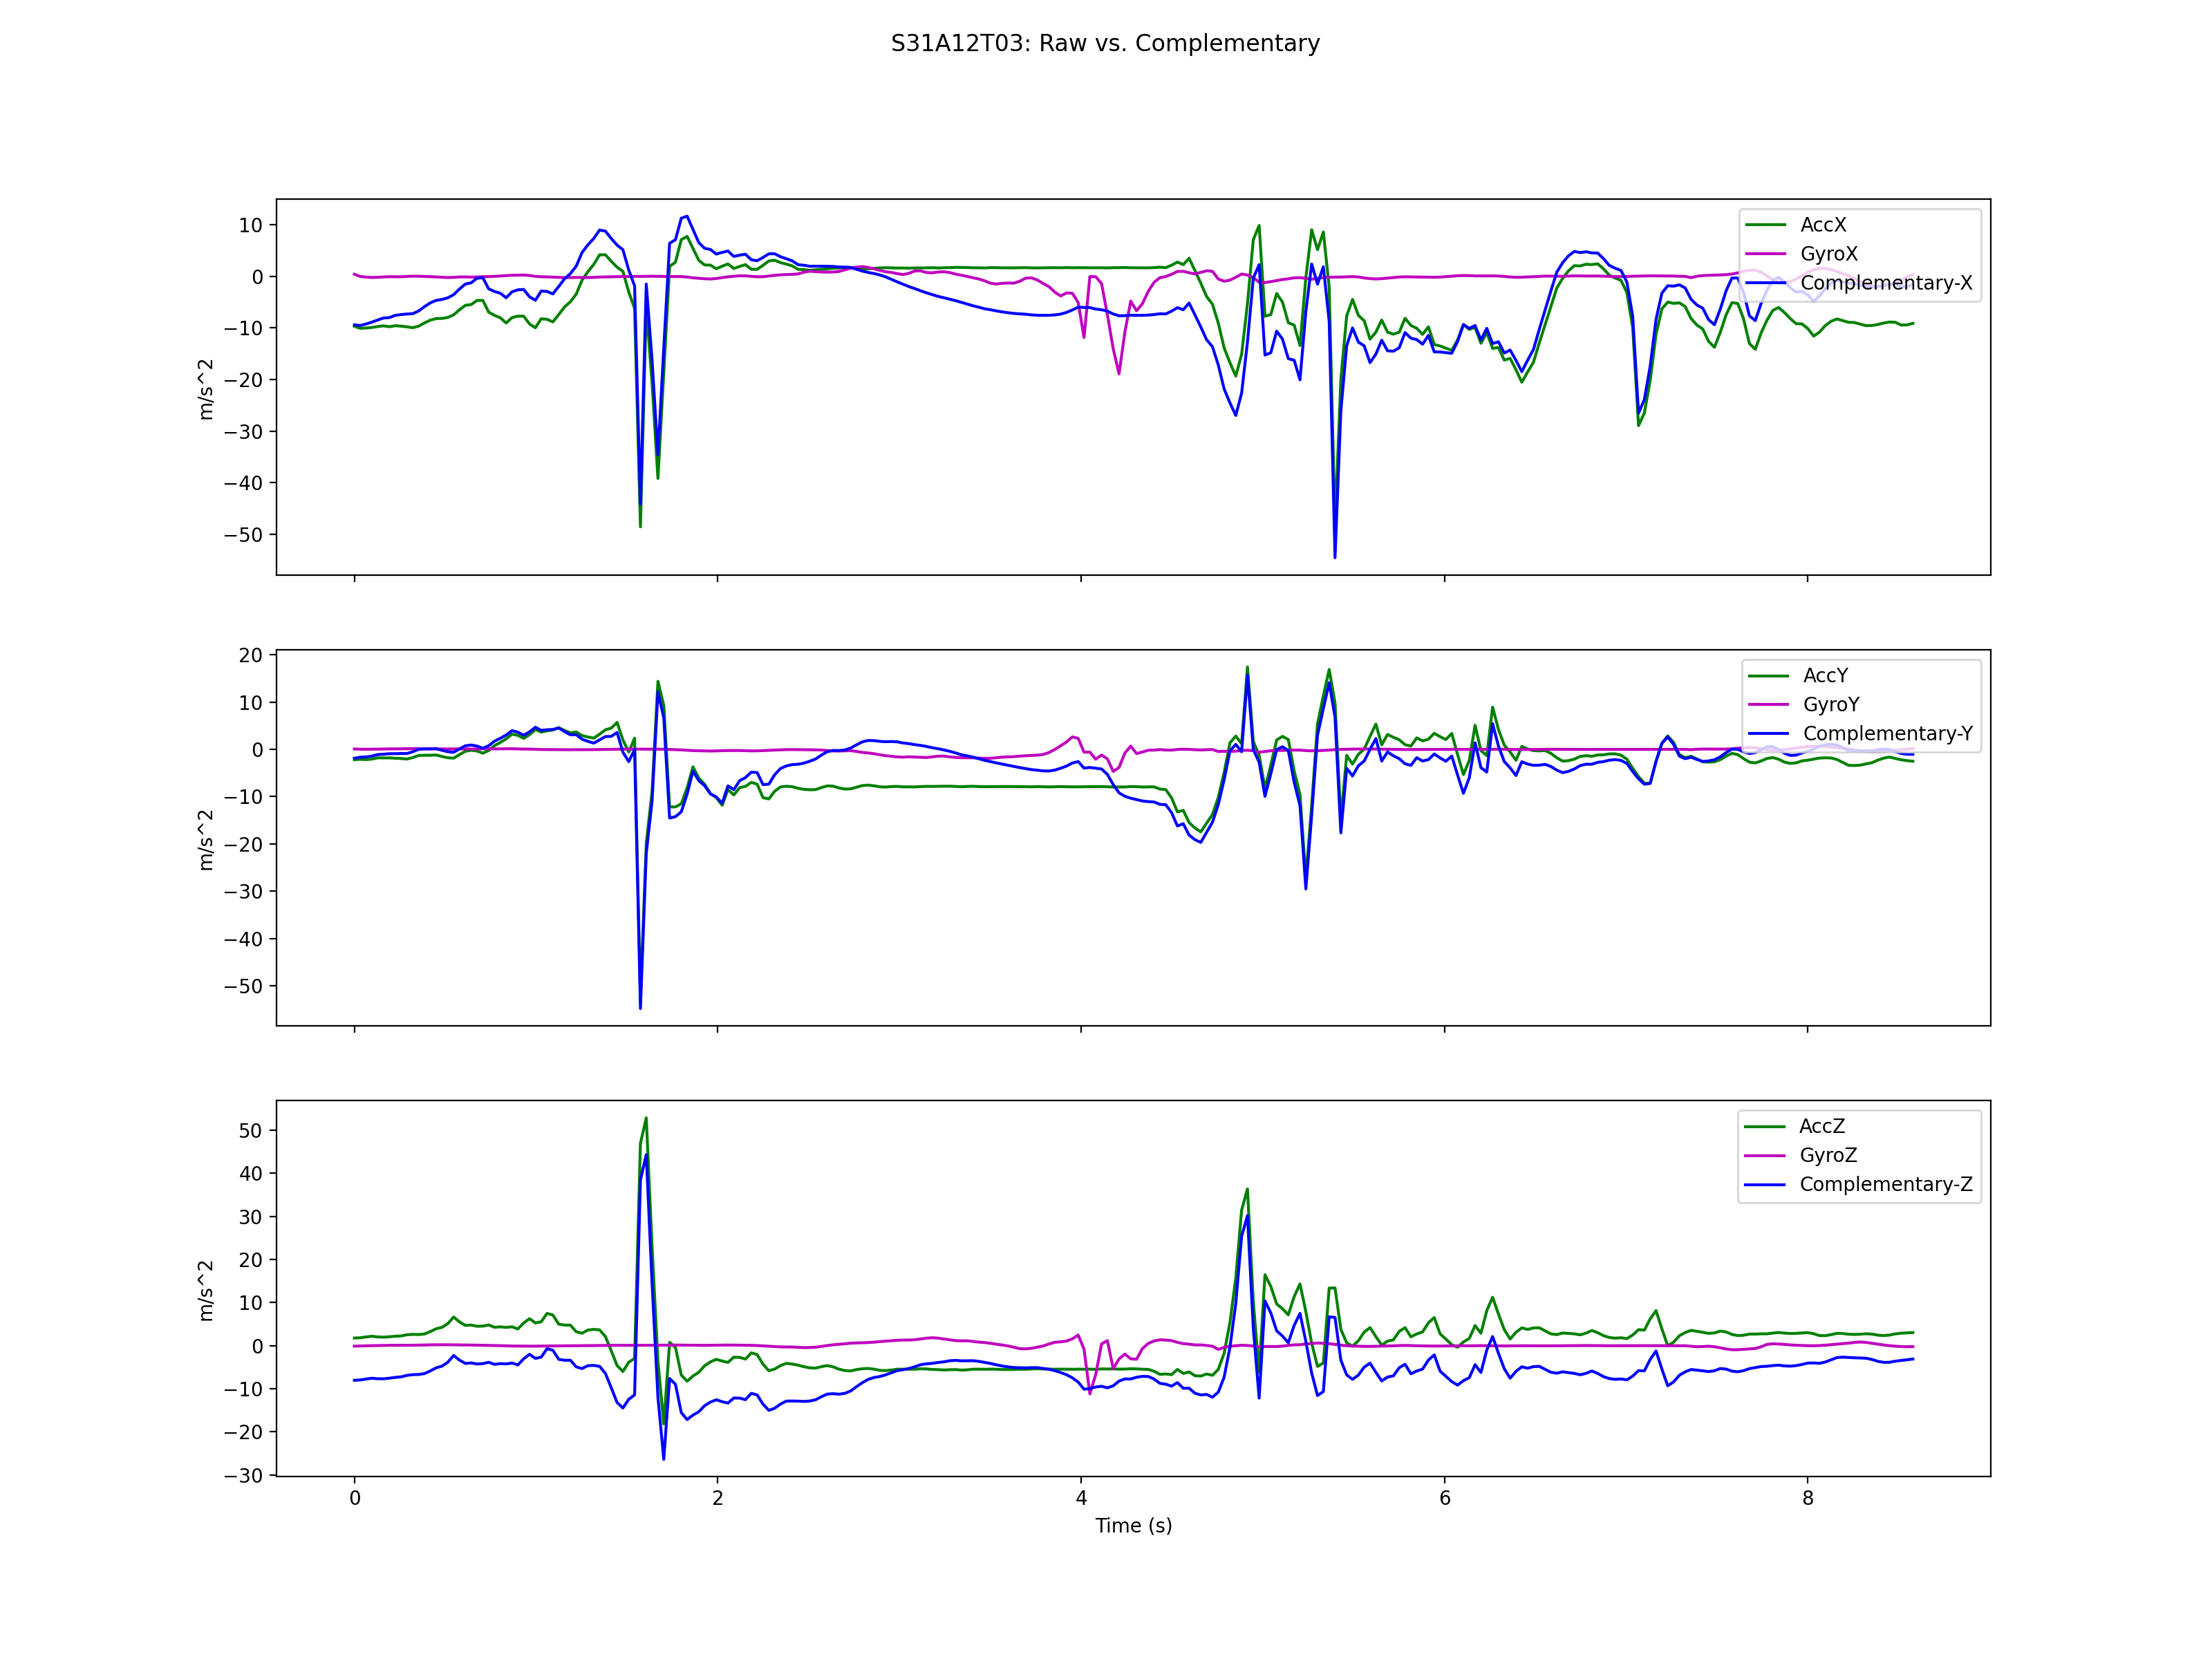 S31A12T03: Raw vs. Complementary
10
0
−10
−20
−30
−40
−50
m/s^2
AccX
GyroX
Complementary-X
20
10
0
−10
−20
−30
−40
−50
m/s^2
AccY
GyroY
Complementary-Y
50
40
30
20
10
0
−10
−20
−30
m/s^2
AccZ
GyroZ
Complementary-Z
0 2 4 6 8
Time (s)